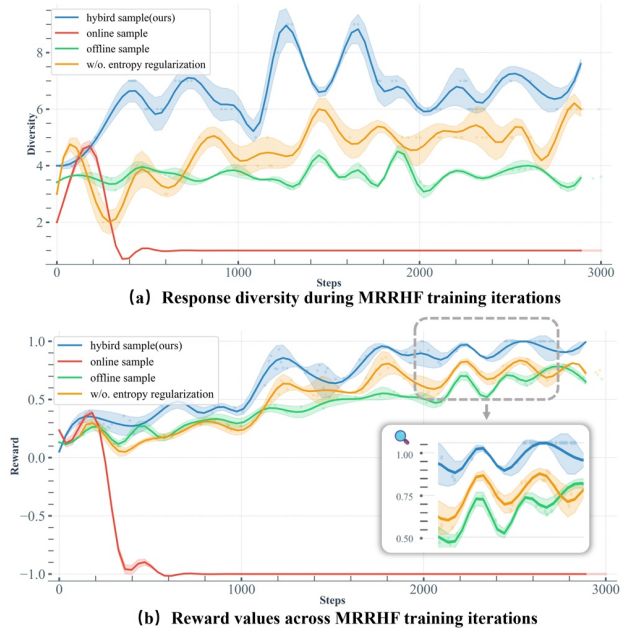 hybird sample(ours)
online sample
offline sample
w/o. entropy regularization
Diversity
8
6
4
2
0
1000
2000
3000
Steps
(a) Response diversity during MRRHF training iterations
hybird sample(ours)
online sample
offline sample
w/o. entropy regularization
Reward
1.0
0.5
0.0
−0.5
−1.0
1.00
0.75
0.50
0
1000
2000
3000
Steps
(b) Reward values across MRRHF training iterations